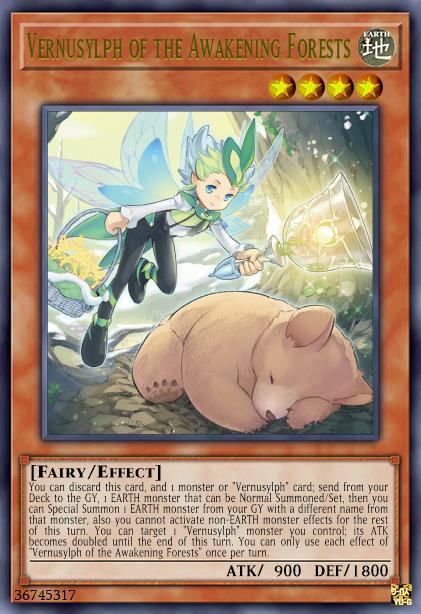 Vernusylph of the Awakening Forests
EARTH
地
[Fairy/Effect]
You can discard this card, and 1 monster or "Vernusylph" card; send from
your Deck to the GY, 1 EARTH monster that can be Normal Summoned/Set, then you
can Special Summon 1 EARTH monster from your GY with a different name from
that monster, also you cannot activate non-EARTH monster effects for the rest
of this turn. You can target 1 "Vernusylph" monster you control; its ATK
becomes doubled until the end of this turn. You can only use each effect of
"Vernusylph of the Awakening Forests" once per turn.
ATK/ 900 DEF/1800
36745317